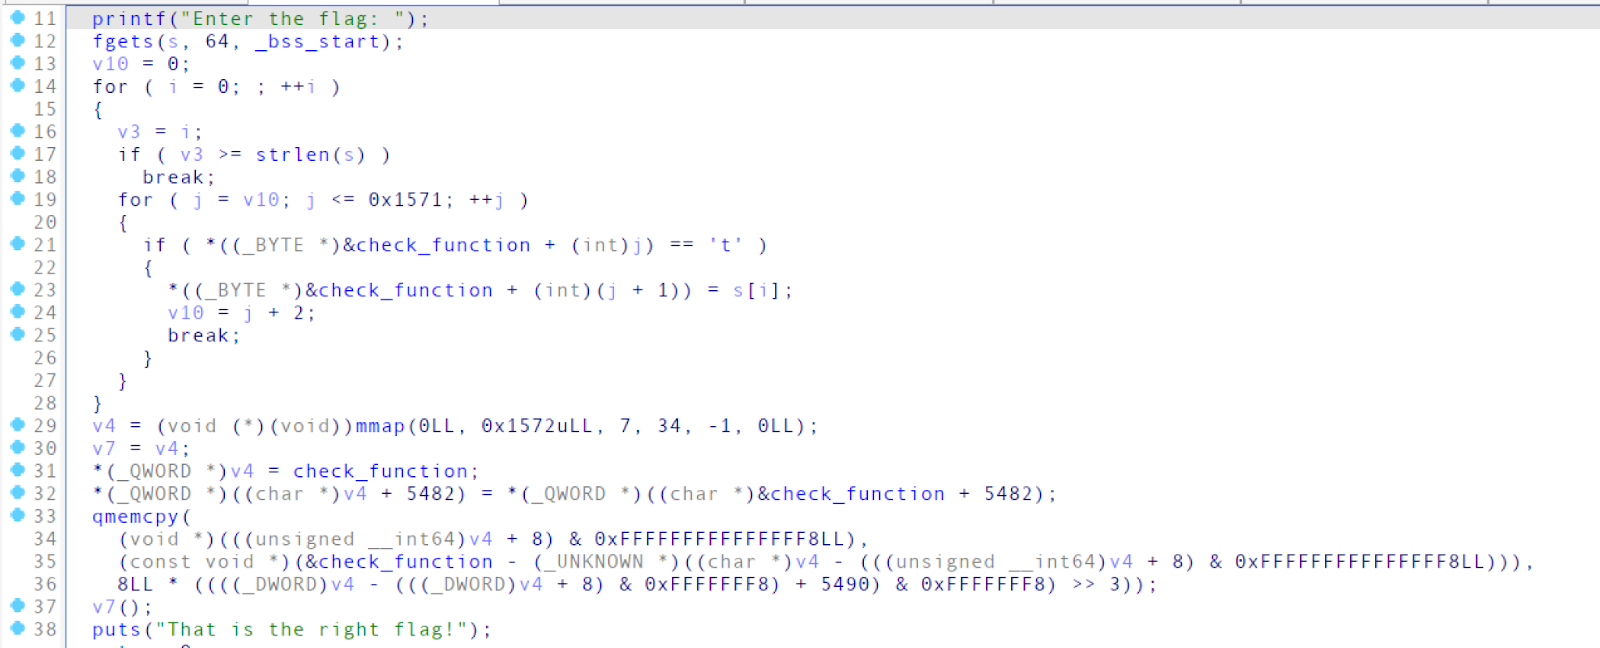 11 printf("Enter the flag: ");
12 fgets(s, 64, _bss_start);
13 v10 = 0;
14 for ( i = 0; ; ++i )
15 {
16 v3 = i;
17 if ( v3 >= strlen(s) )
18 break;
19 for ( j = v10; j <= 0x1571; ++j )
20 {
21 if ( *((_BYTE *)&check_function + (int)j) == 't' )
22 {
23 *((_BYTE *)&check_function + (int)(j + 1)) = s[i];
24 v10 = j + 2;
25 break;
26 }
27 }
28 }
29 v4 = (void (*)(void))mmap(0LL, 0x1572uLL, 7, 34, -1, 0LL);
30 v7 = v4;
31 *(_QWORD *)v4 = check_function;
32 *(_QWORD *)((char *)v4 + 5482) = *(_QWORD *)((char *)&check_function + 5482);
33 qmemcpy(
34 (void *)(((unsigned __int64)v4 + 8) & 0xFFFFFFFFFFFFFFF8LL),
35 (const void *)(&check_function - (_UNKNOWN *)((char *)v4 - (((unsigned __int64)v4 + 8) & 0xFFFFFFFFFFFFFFF8LL))),
36 8LL * ((((_DWORD)v4 - (((_DWORD)v4 + 8) & 0xFFFFFFF8) + 5490) & 0xFFFFFFF8) >> 3));
37 v7();
38 puts("That is the right flag!");